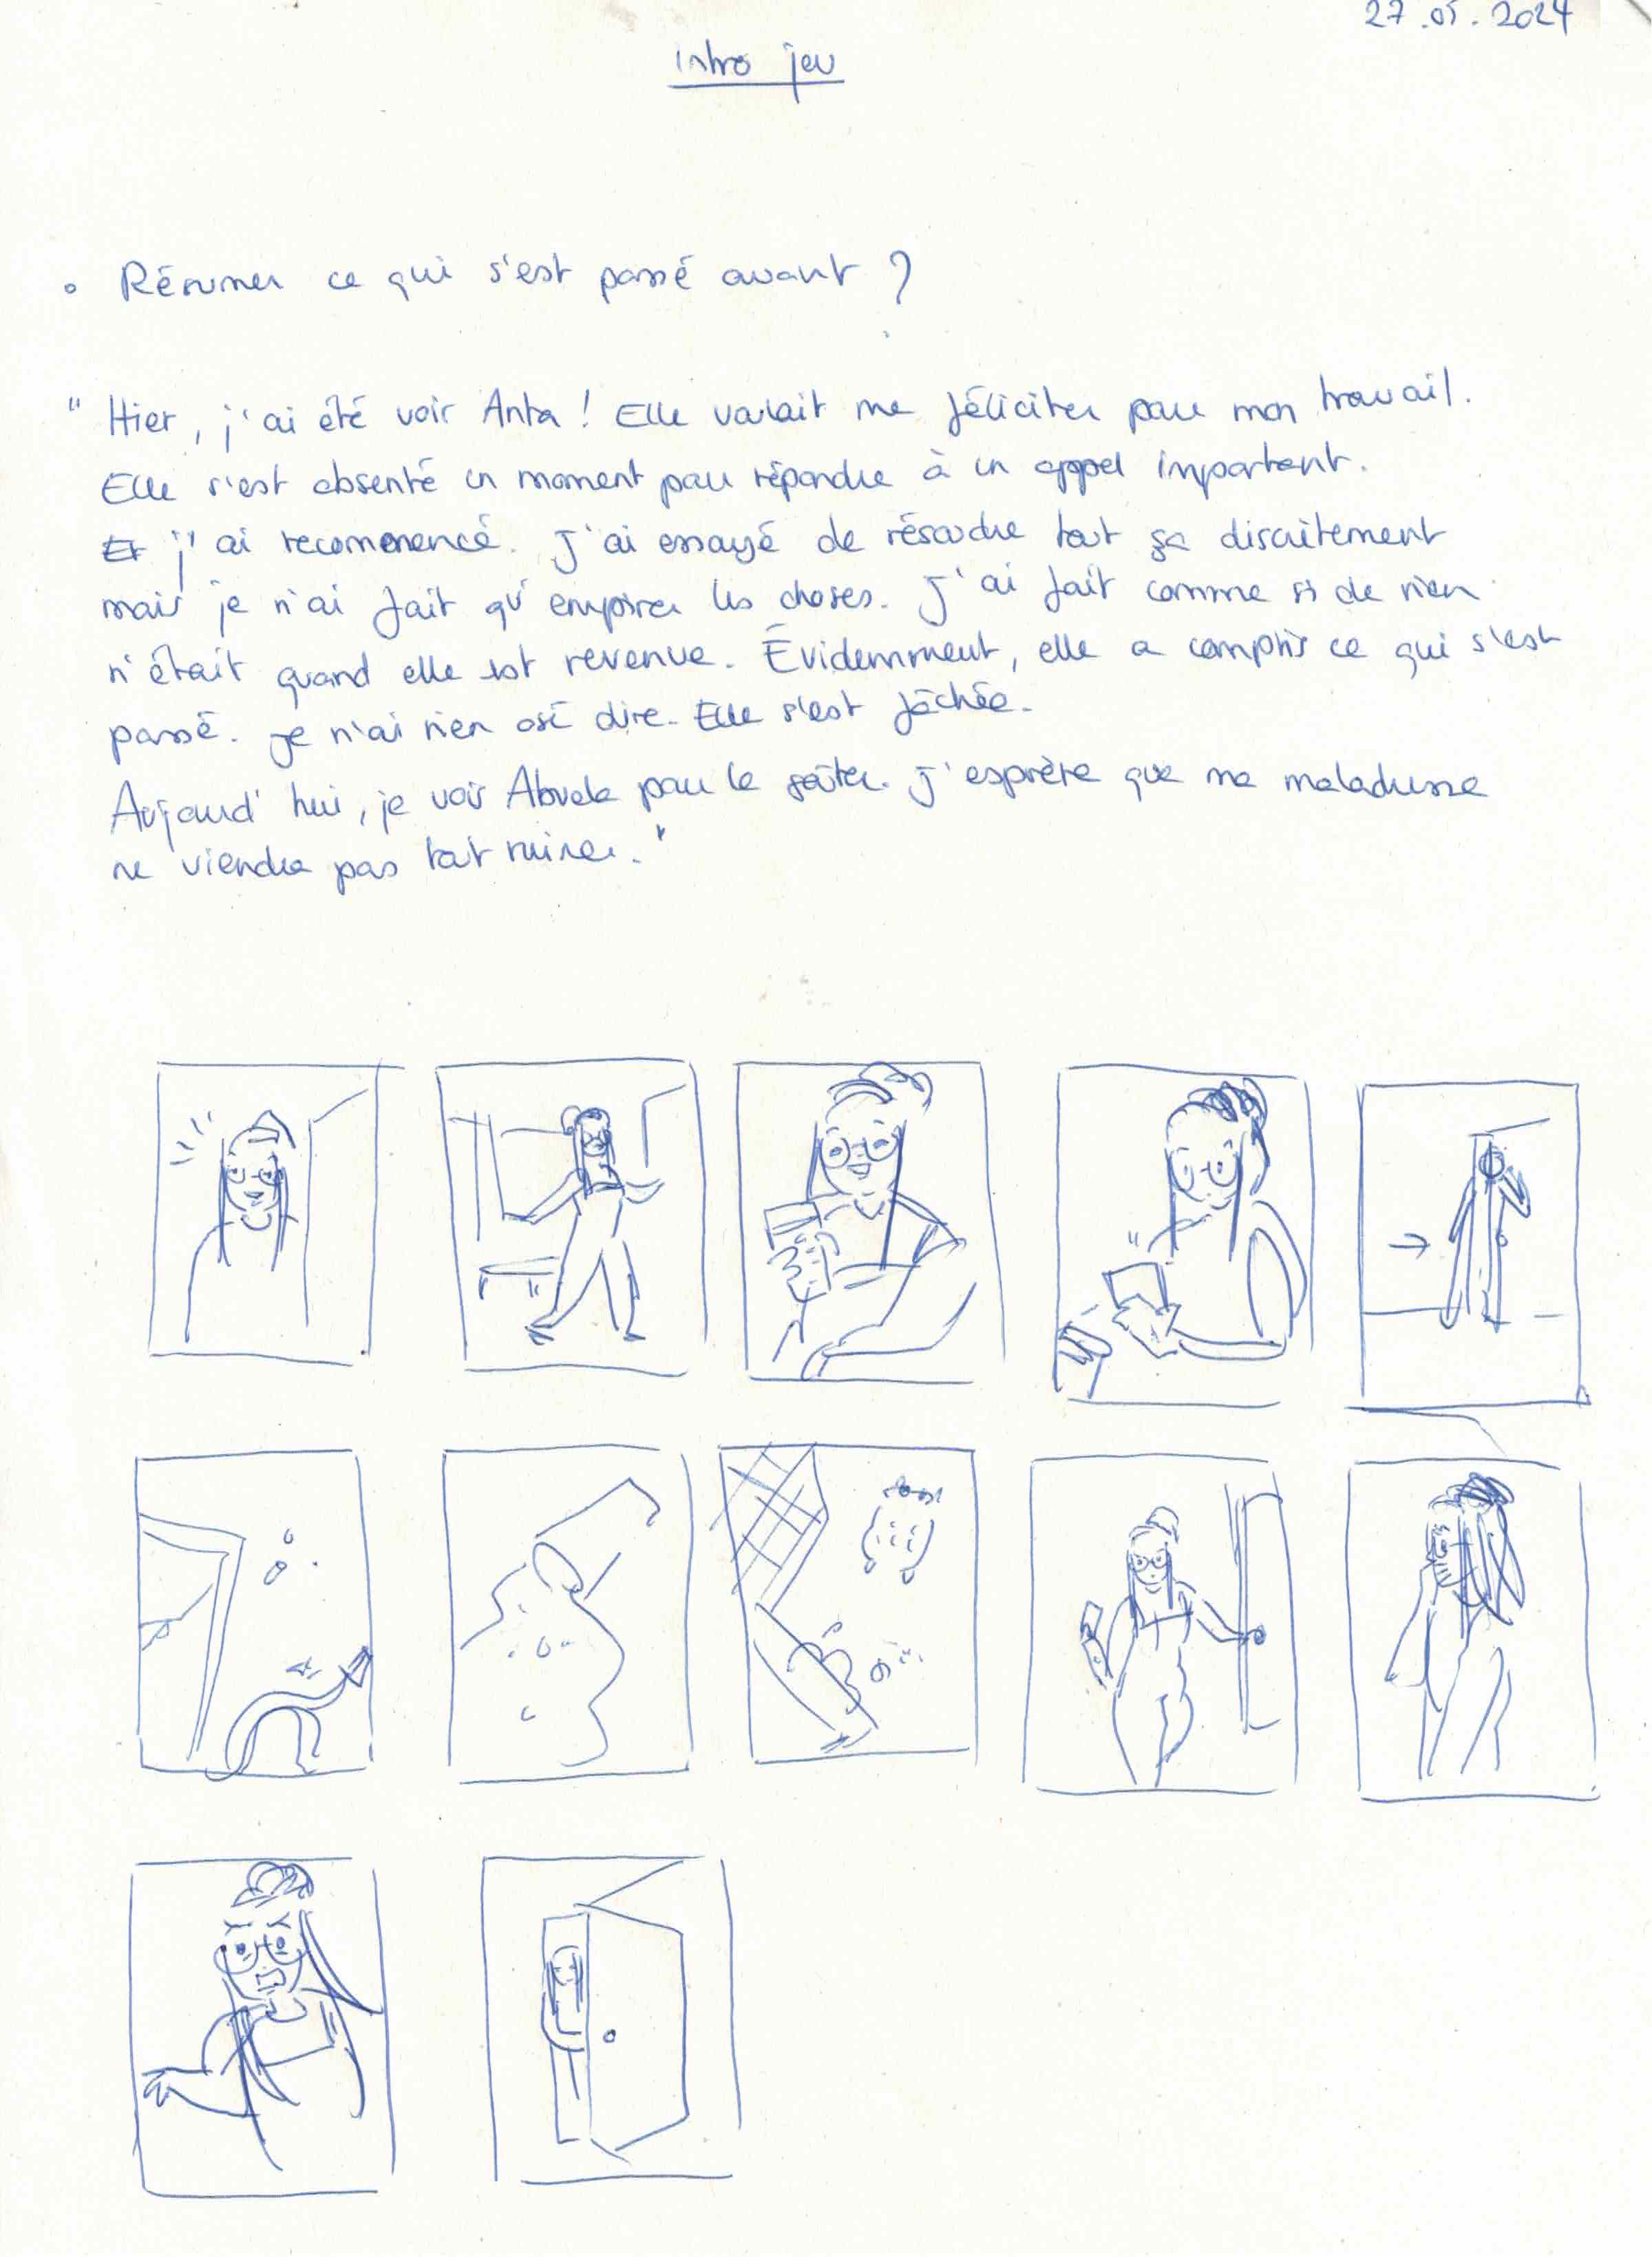 27.05.2024
Intro jeu
° Résumer ce qui s'est passé avant ?
" Hier, j'ai été voir Anta ! Elle voulait me féliciter pour mon travail.
Elle s'est absenté un moment pour répondre à un appel important.
Et j'ai recommencé. J'ai essayé de résoudre tout ça discrètement
mais je n'ai fait qu'empirer les choses. J'ai fait comme si de rien
n'était quand elle est revenue. Évidemment, elle a compris ce qui s'est
passé. Je n'ai rien osé dire. Elle s'est fâchée.
Aujourd'hui, je vois Abuela pour le goûter. J'esprère que ma maladresse
ne viendra pas tout ruiner. "